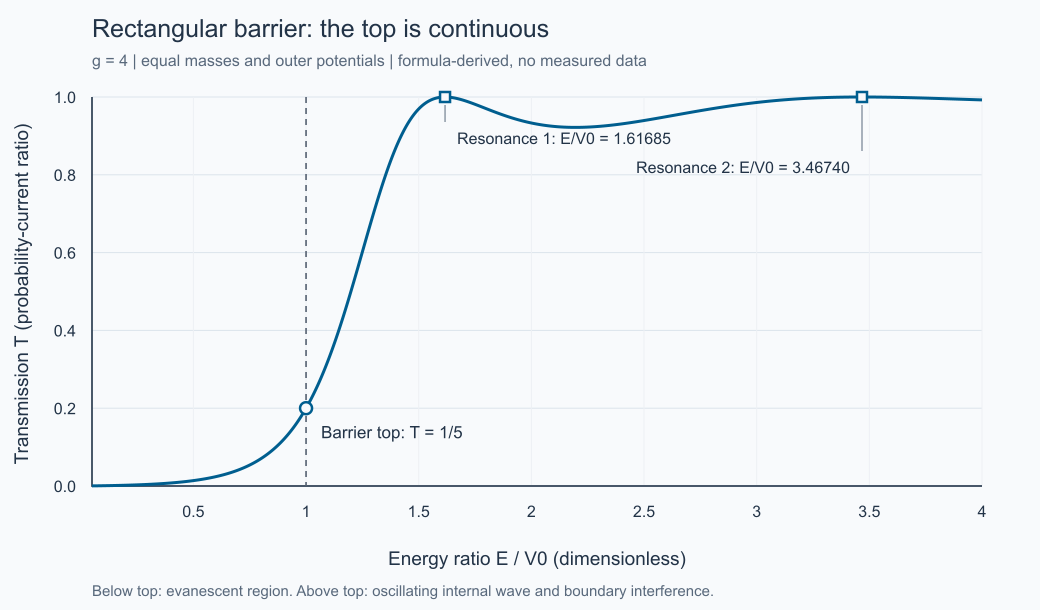 Rectangular barrier: the top is continuous
g = 4 | equal masses and outer potentials | formula-derived, no measured data
Transmission T (probability-current ratio)
1.0
0.8
0.6
0.4
0.2
0.0
Resonance 1: E/V0 = 1.61685
Resonance 2: E/V0 = 3.46740
Barrier top: T = 1/5
0.5
1
1.5
2
2.5
3
3.5
4
Energy ratio E / V0 (dimensionless)
Below top: evanescent region. Above top: oscillating internal wave and boundary interference.